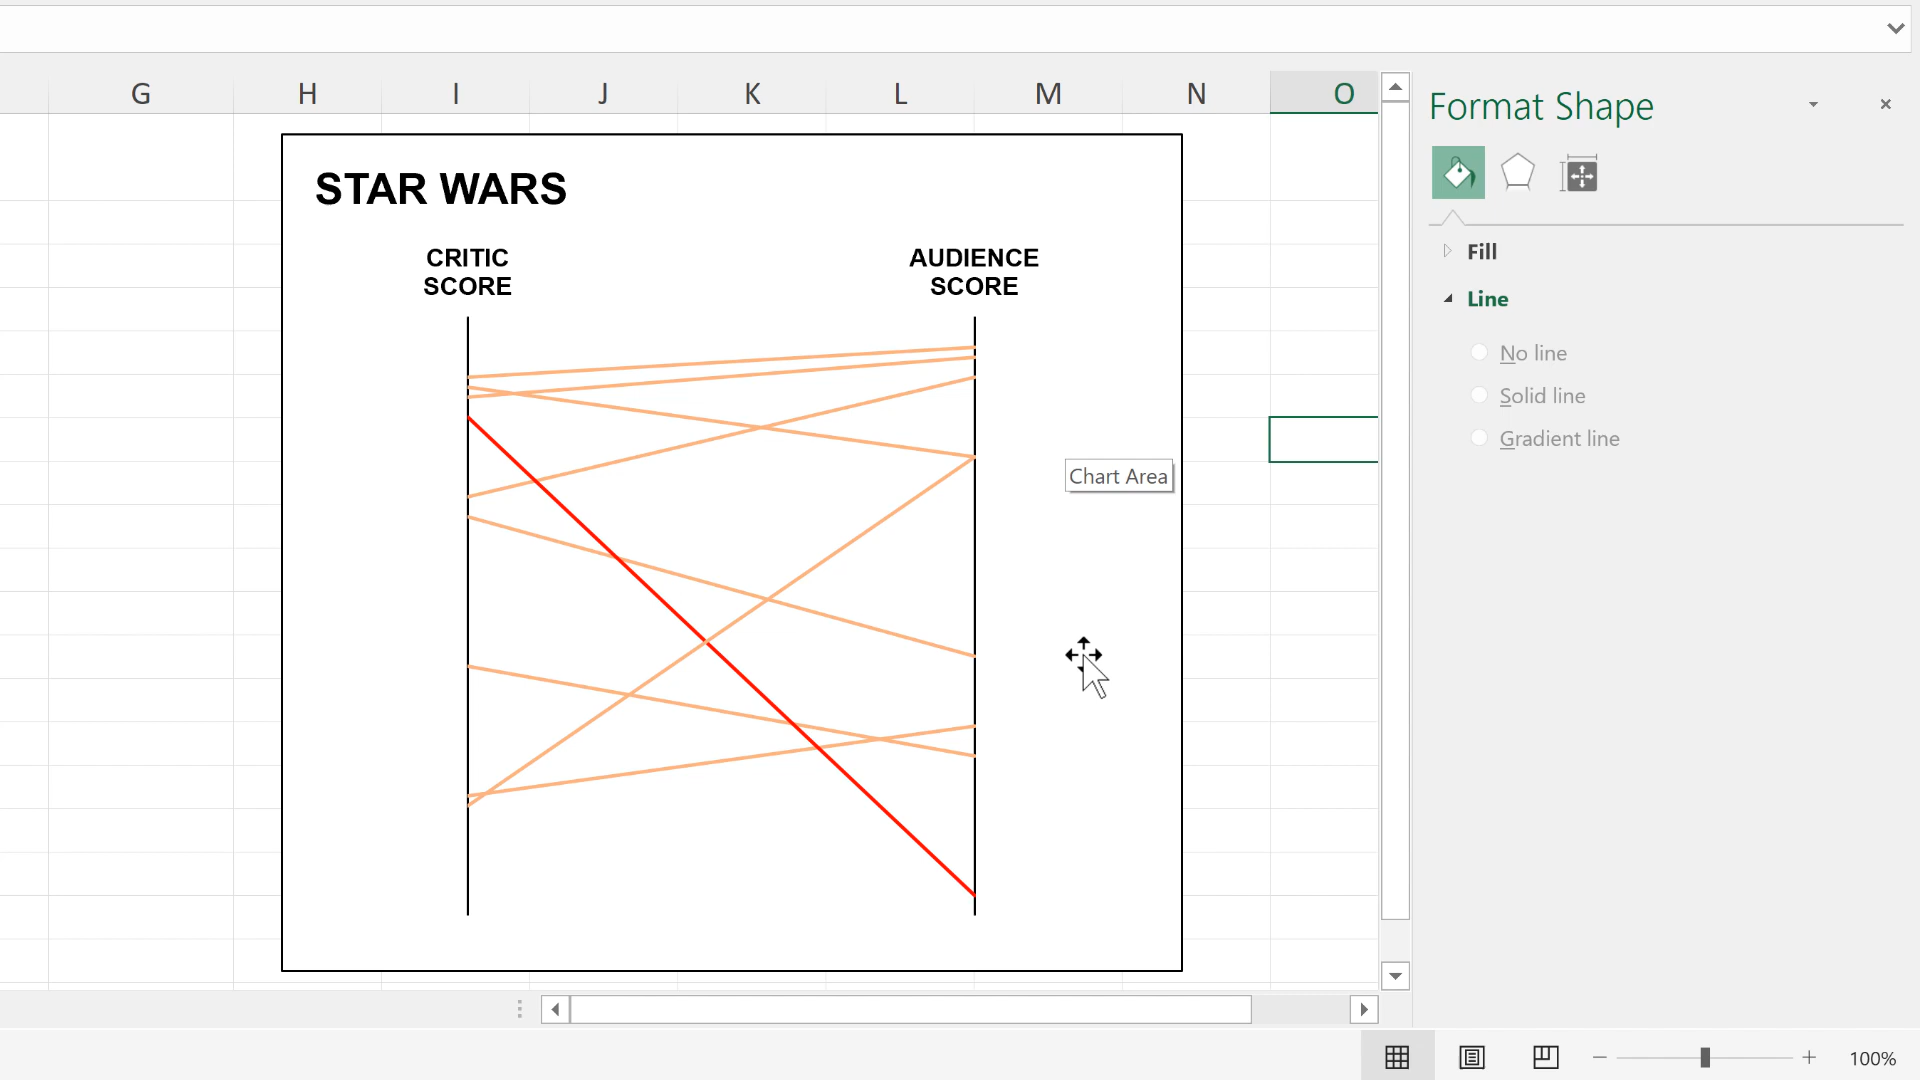 G H I J K L M N O
Format Shape
STAR WARS
CRITIC
SCORE
AUDIENCE
SCORE
Chart Area
Fill
Line
No line
Solid line
Gradient line
100%